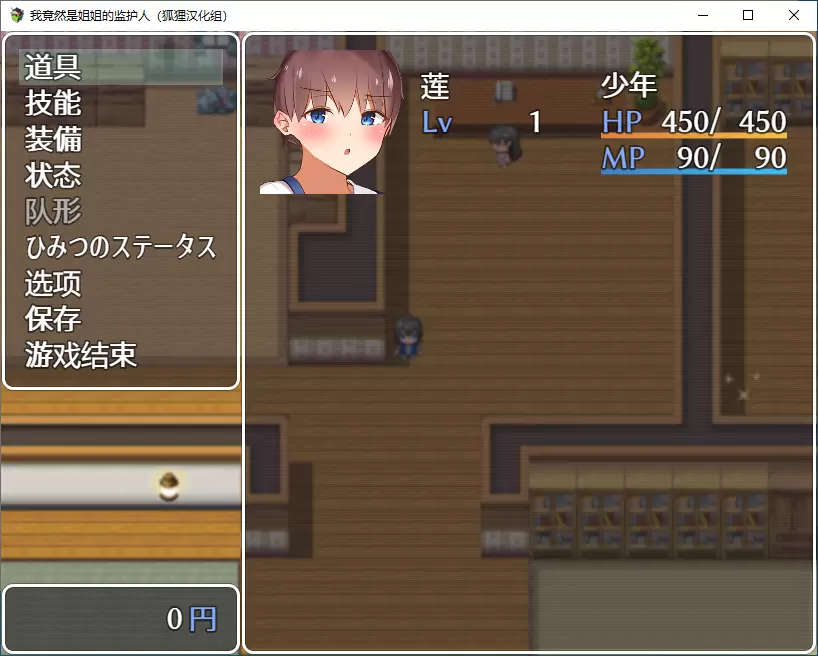 我竟然是姐姐的监护人（狐狸汉化组）
道具
技能
装備
状态
队形
ひみつのステータス
选项
保存
游戏结束
莲
Lv 1
少年
HP 450/ 450
MP 90/ 90
0円